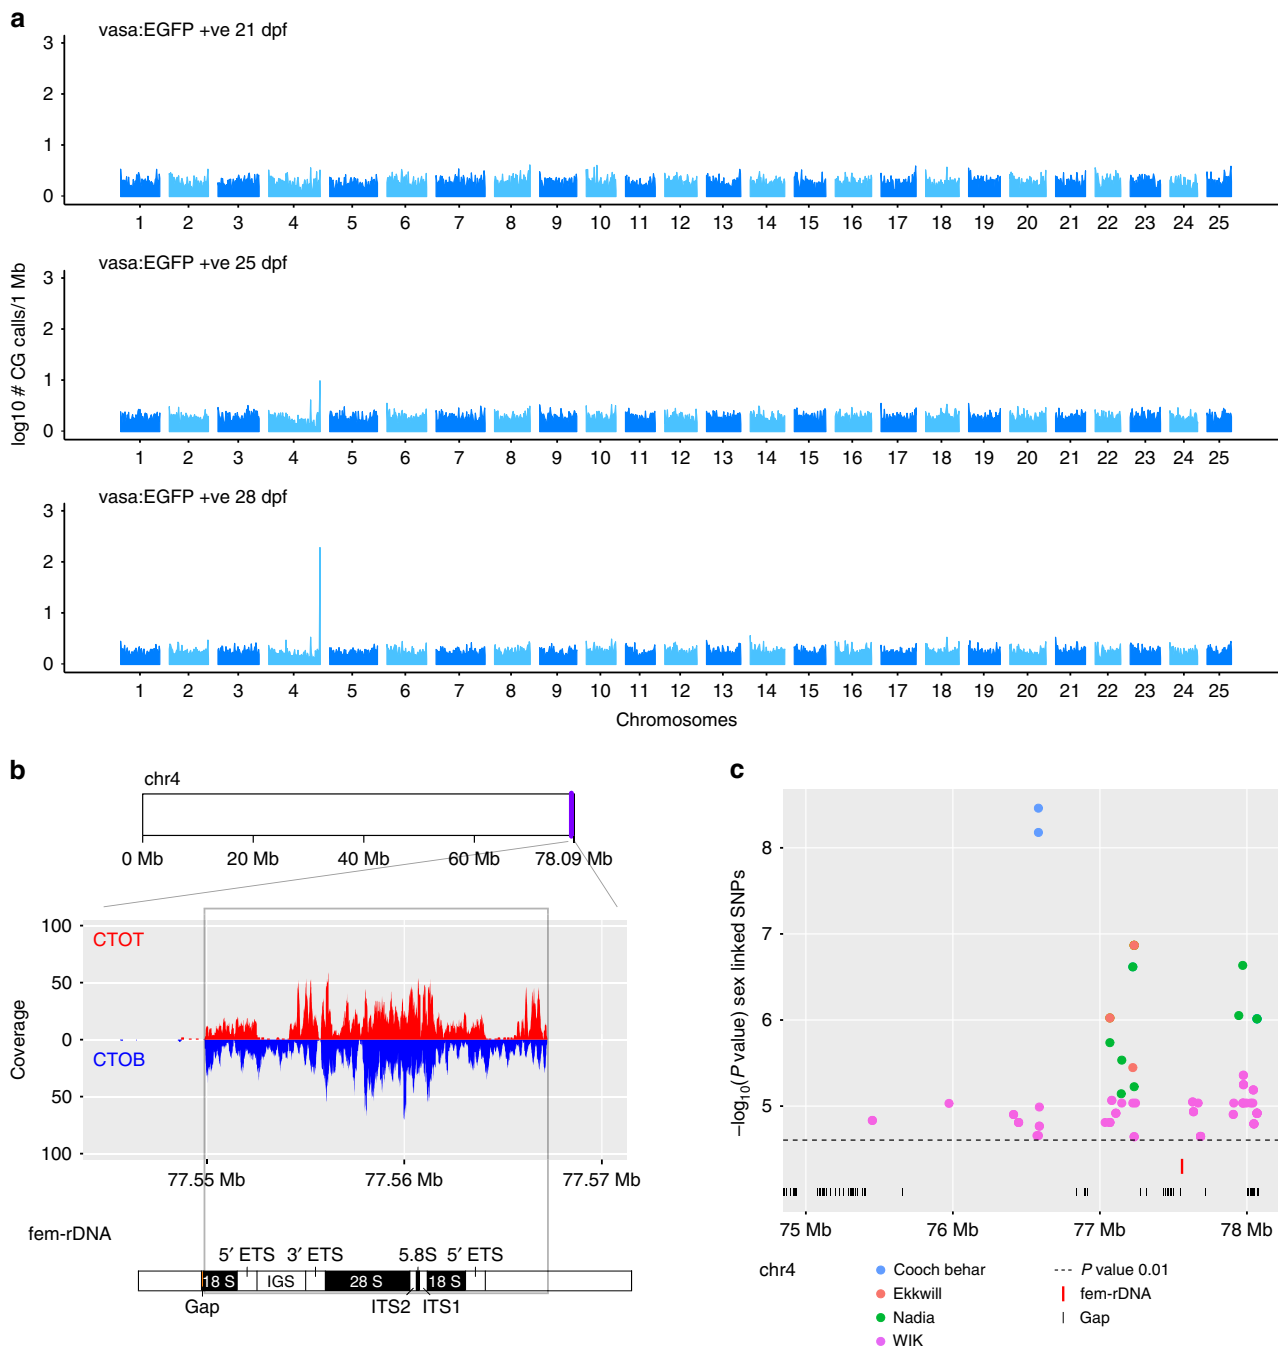 a
vasa:EGFP +ve 21 dpf
3
2
1
0
1 2 3 4 5 6 7 8 9 10 11 12 13 14 15 16 17 18 19 20 21 22 23 24 25
vasa:EGFP +ve 25 dpf
3
2
1
0
1 2 3 4 5 6 7 8 9 10 11 12 13 14 15 16 17 18 19 20 21 22 23 24 25
log10 # CG calls/1 Mb
vasa:EGFP +ve 28 dpf
3
2
1
0
1 2 3 4 5 6 7 8 9 10 11 12 13 14 15 16 17 18 19 20 21 22 23 24 25
Chromosomes
b
chr4
0 Mb 20 Mb 40 Mb 60 Mb 78.09 Mb
Coverage
100
50
0
50
100
CTOT
CTOB
77.55 Mb 77.56 Mb 77.57 Mb
fem-rDNA
5′ ETS 3′ ETS 5.8S 5′ ETS
18 S IGS 28 S 18 S
Gap ITS2 ITS1
c
−log10(P value) sex linked SNPs
8
7
6
5
75 Mb 76 Mb 77 Mb 78 Mb
chr4
Cooch behar
Ekkwill
Nadia
WIK
P value 0.01
fem-rDNA
Gap